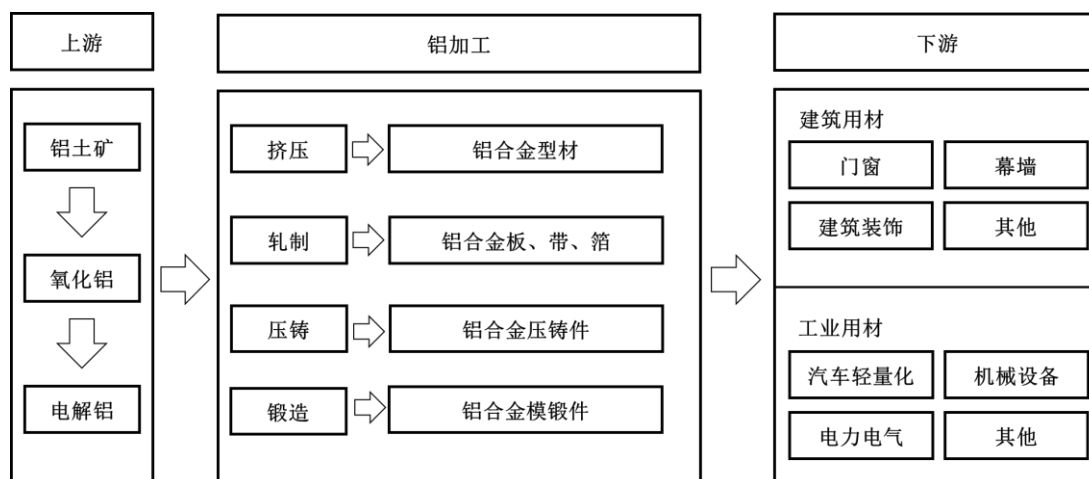 上游
铝加工
下游
铝土矿
氧化铝
电解铝
挤压
铝合金型材
轧制
铝合金板、带、箔
压铸
铝合金压铸件
锻造
铝合金模锻件
建筑用材
门窗
幕墙
建筑装饰
其他
工业用材
汽车轻量化
机械设备
电力电气
其他